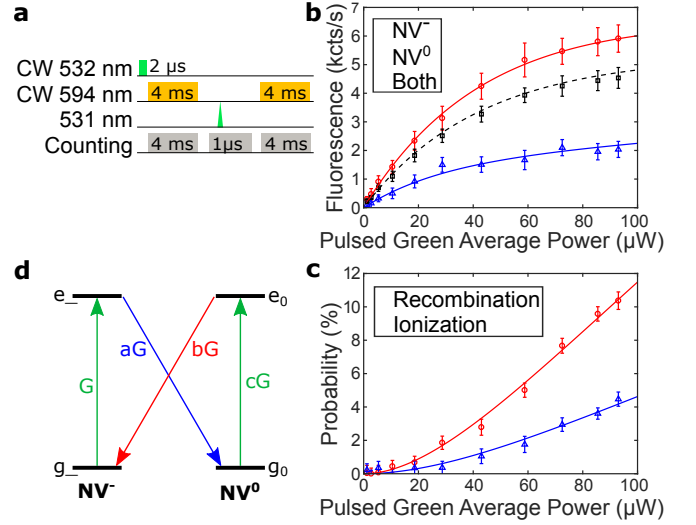 a
CW 532 nm
2 µs
CW 594 nm
4 ms
4 ms
531 nm
Counting
4 ms
1µs
4 ms
b
Fluorescence (kcts/s)
7
6
5
4
3
2
1
0
NV⁻
NV⁰
Both
0 20 40 60 80 100
Pulsed Green Average Power (µW)
d
e_
e₀
G
aG
bG
cG
g_
g₀
NV⁻
NV⁰
c
Probability (%)
12
10
8
6
4
2
0
Recombination
Ionization
0 20 40 60 80 100
Pulsed Green Average Power (µW)